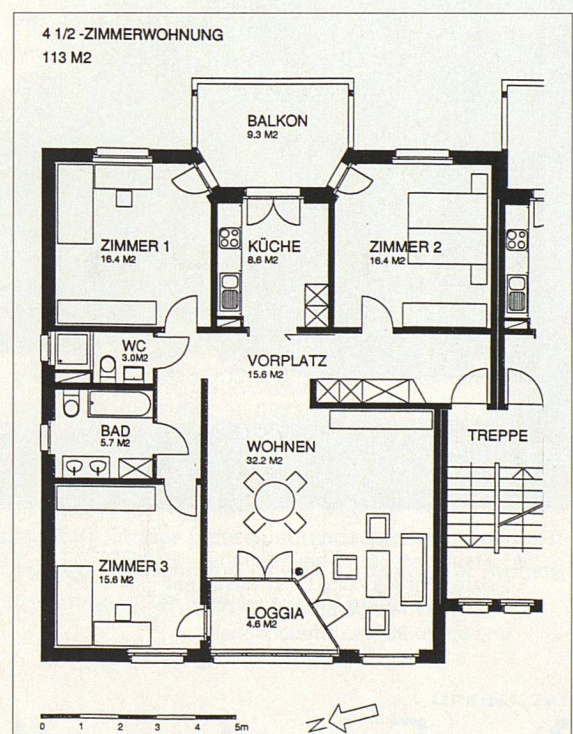 4 1/2 -ZIMMERWOHNUNG
113 M2
BALKON
9.3 M2
ZIMMER 1
16.4 M2
KÜCHE
8.6 M2
ZIMMER 2
16.4 M2
WC
3.0M2
VORPLATZ
15.6 M2
BAD
5.7 M2
WOHNEN
32.2 M2
TREPPE
ZIMMER 3
15.6 M2
LOGGIA
4.6 M2
0 1 2 3 4 5m
N